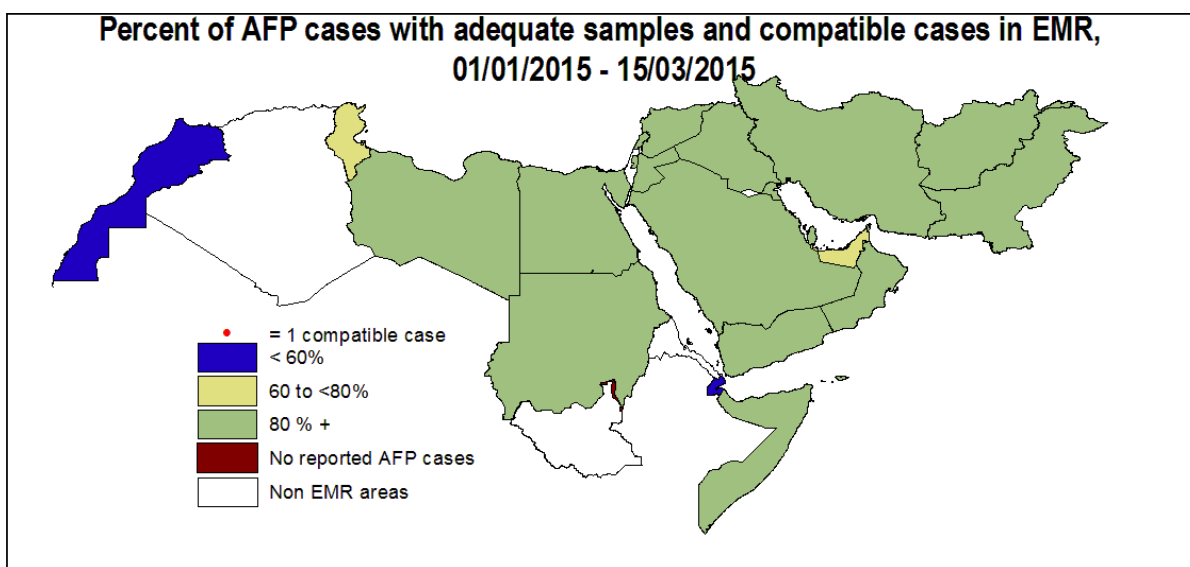 Percent of AFP cases with adequate samples and compatible cases in EMR,
01/01/2015 - 15/03/2015
= 1 compatible case
< 60%
60 to <80%
80 % +
No reported AFP cases
Non EMR areas